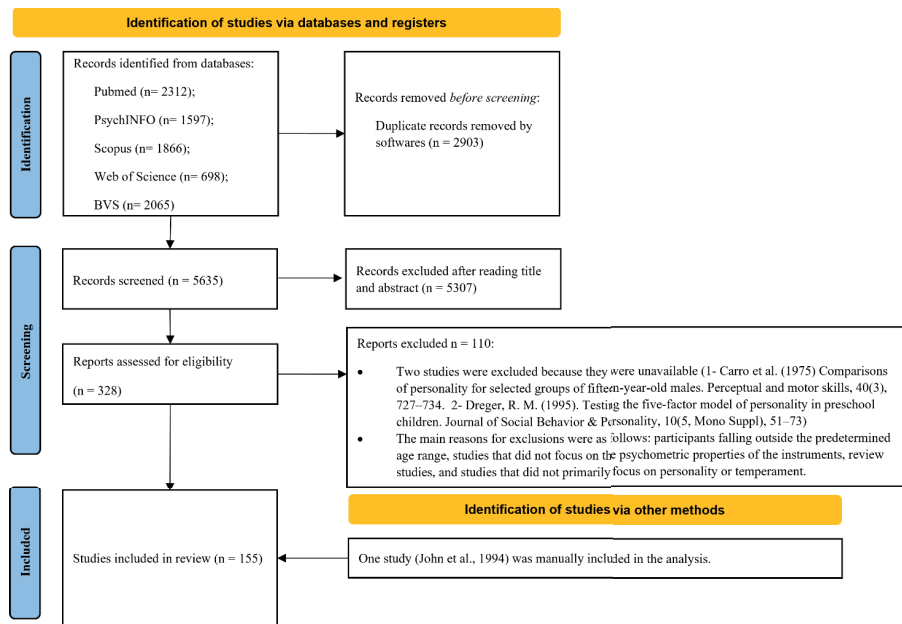 Identification of studies via databases and registers
Identification
Records identified from databases:
Pubmed (n= 2312);
PsychINFO (n= 1597);
Scopus (n= 1866);
Web of Science (n= 698);
BVS (n= 2065)
Records removed before screening:
Duplicate records removed by
softwares (n = 2903)
Screening
Records screened (n = 5635)
Records excluded after reading title
and abstract (n = 5307)
Reports assessed for eligibility
(n = 328)
Reports excluded n = 110:
• Two studies were excluded because they were unavailable (1- Carro et al. (1975) Comparisons
of personality for selected groups of fifteen-year-old males. Perceptual and motor skills, 40(3),
727–734. 2- Dreger, R. M. (1995). Testing the five-factor model of personality in preschool
children. Journal of Social Behavior & Personality, 10(5, Mono Suppl), 51–73)
• The main reasons for exclusions were as follows: participants falling outside the predetermined
age range, studies that did not focus on the psychometric properties of the instruments, review
studies, and studies that did not primarily focus on personality or temperament.
Included
Identification of studies via other methods
Studies included in review (n = 155)
One study (John et al., 1994) was manually included in the analysis.